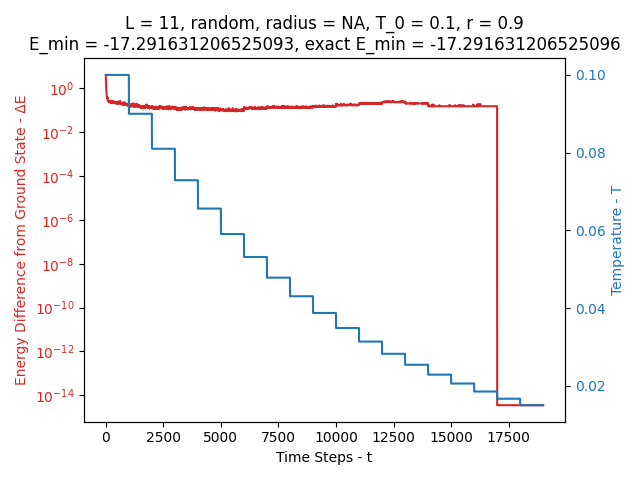 L = 11, random, radius = NA, T_0 = 0.1, r = 0.9
E_min = -17.291631206525093, exact E_min = -17.291631206525096
Energy Difference from Ground State - ΔE
10⁰
10⁻²
10⁻⁴
10⁻⁶
10⁻⁸
10⁻¹⁰
10⁻¹²
10⁻¹⁴
0.10
0.08
0.06
0.04
0.02
Temperature - T
0 2500 5000 7500 10000 12500 15000 17500
Time Steps - t